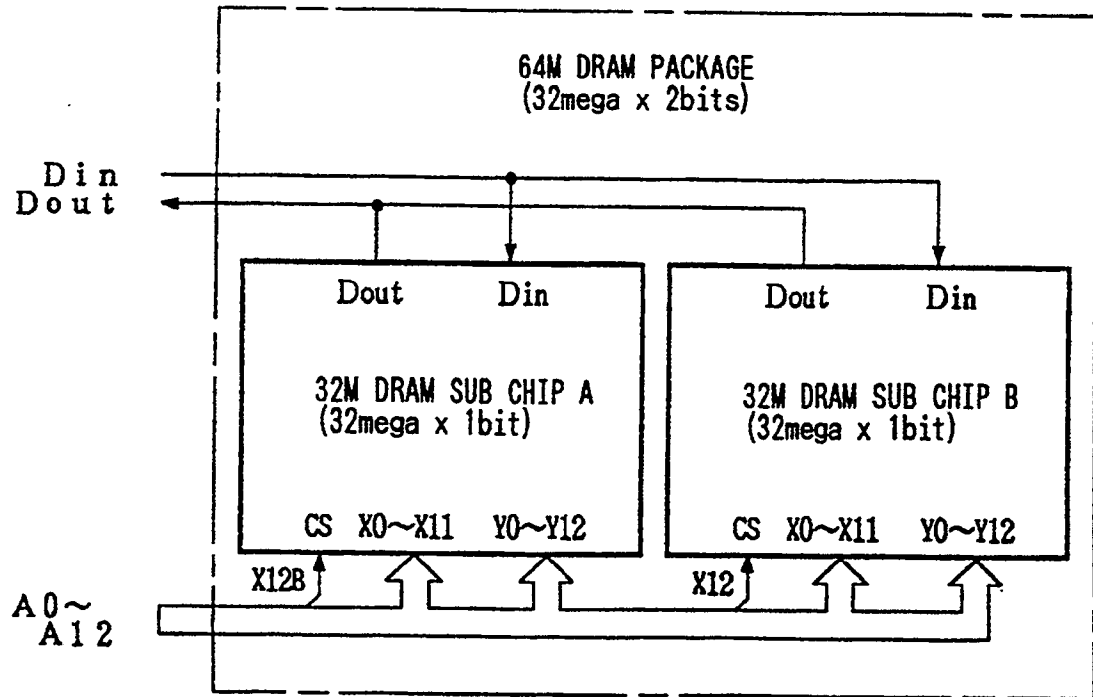 64M DRAM PACKAGE
(32mega x 2bits)
Din
Dout
Dout Din
32M DRAM SUB CHIP A
(32mega x 1bit)
CS X0~X11 Y0~Y12
X12B
Dout Din
32M DRAM SUB CHIP B
(32mega x 1bit)
CS X0~X11 Y0~Y12
X12
A0~
A12